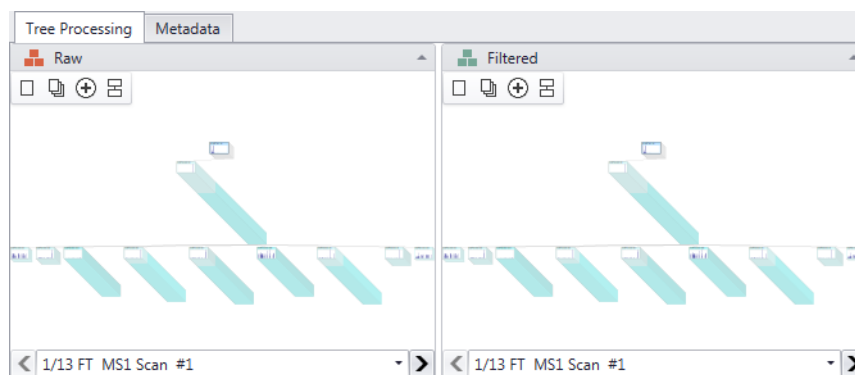 Tree Processing Metadata
Raw
Filtered
1/13 FT MS1 Scan #1
1/13 FT MS1 Scan #1